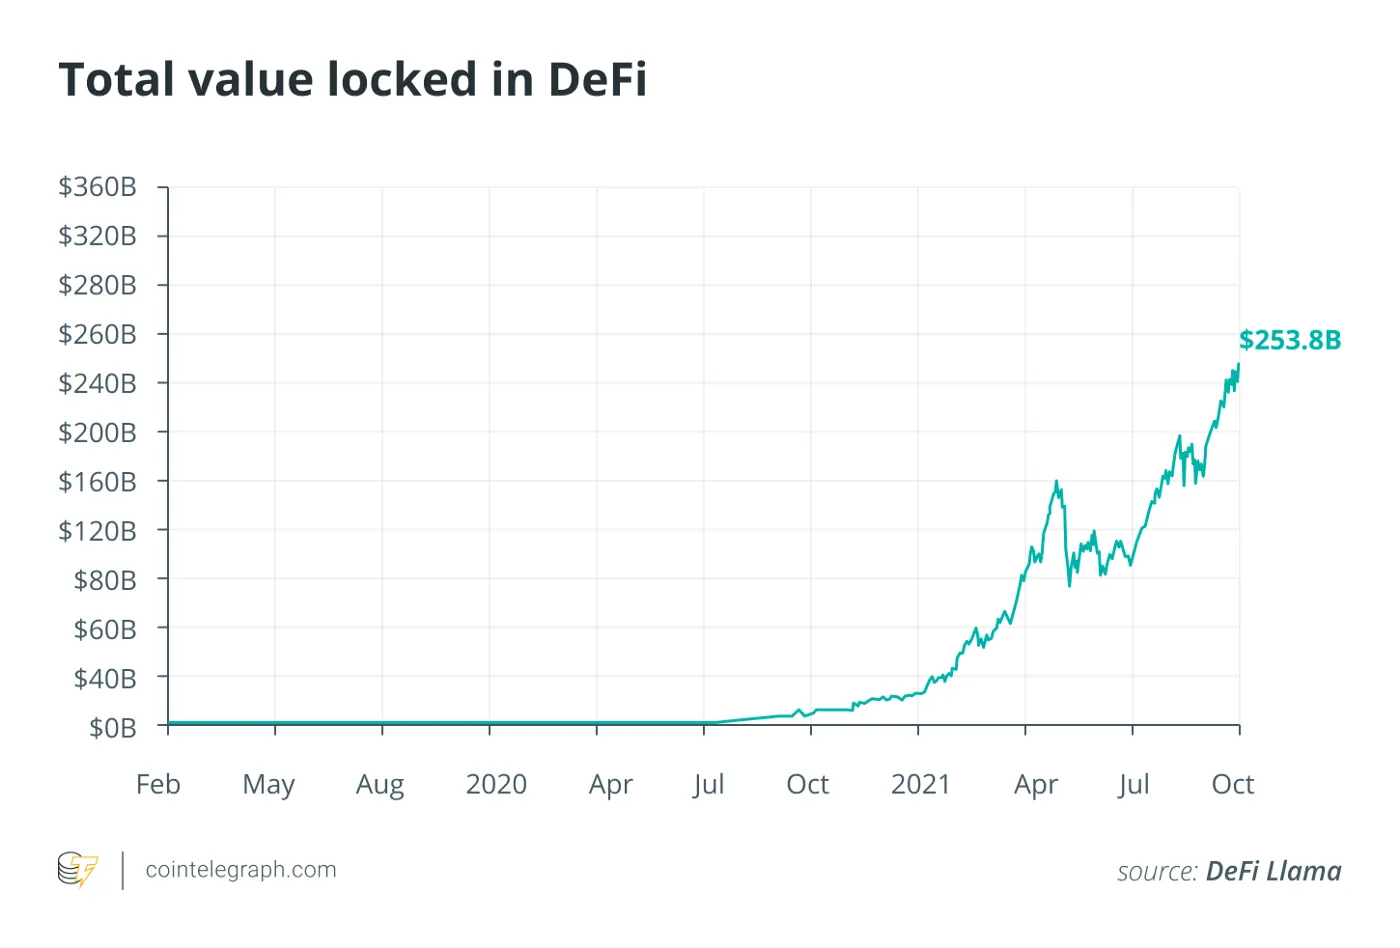 Total value locked in DeFi
$360B
$320B
$280B
$260B
$253.8B
$240B
$200B
$160B
$120B
$80B
$60B
$40B
$0B
Feb May Aug 2020 Apr Jul Oct 2021 Apr Jul Oct
cointelegraph.com
source: DeFi Llama